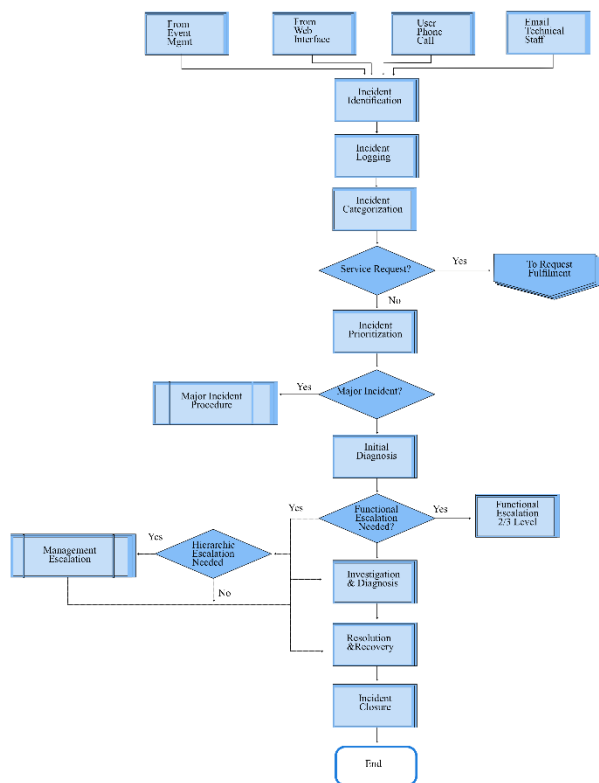 From
Event
Mgmt
From
Web
Interface
User
Phone
Call
Email
Technical
Staff
Incident
Identification
Incident
Logging
Incident
Categorization
Service Request?
Yes
To Request
Fulfilment
No
Incident
Prioritization
Major Incident?
Yes
Major Incident
Procedure
Initial
Diagnosis
Functional
Escalation
Needed?
Yes
Yes
Functional
Escalation
2/3 Level
Hierarchic
Escalation
Needed
Yes
Management
Escalation
No
Investigation
& Diagnosis
Resolution
&Recovery
Incident
Closure
End